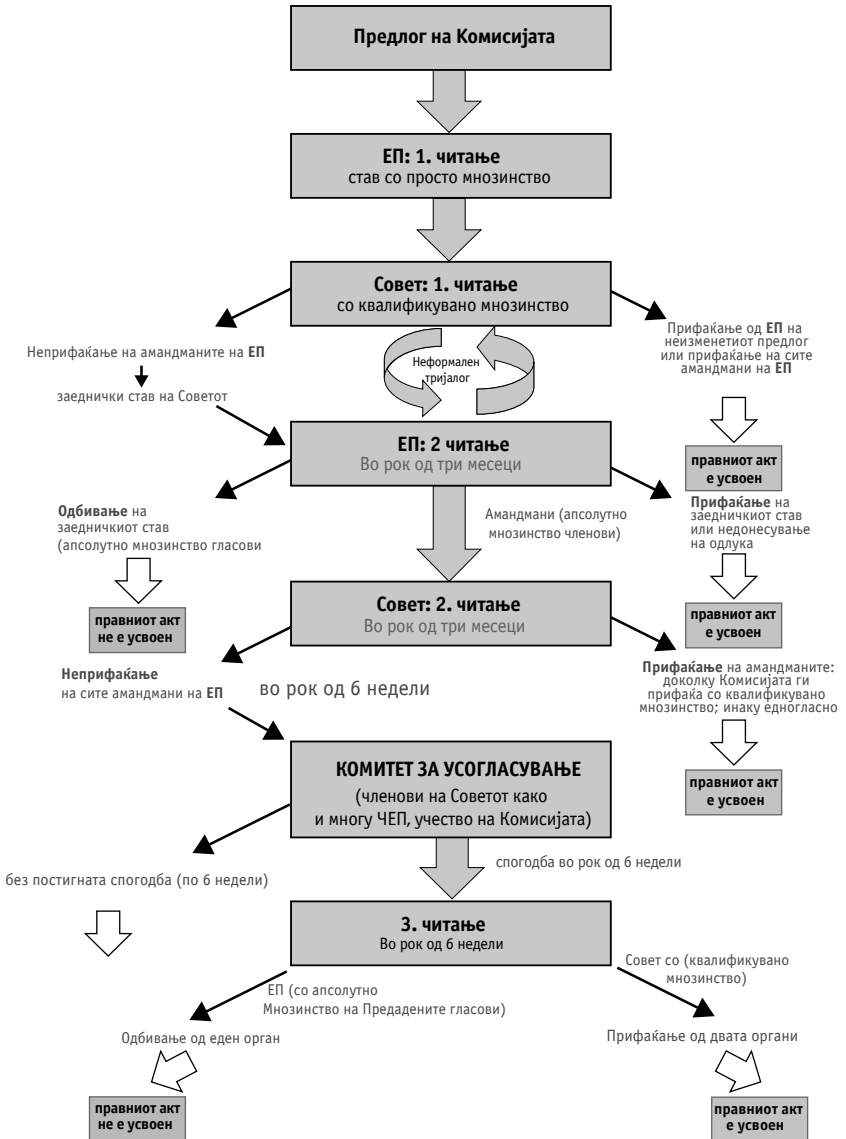 Предлог на Комисијата
ЕП: 1. читање
став со просто мнозинство
Совет: 1. читање
со квалификувано мнозинство
Неприфаќање на амандманите на ЕП
заеднички став на Советот
Неформален
тријалог
Прифаќање од ЕП на
неизменетиот предлог
или прифаќање на сите
амандмани на ЕП
правниот акт
е усвоен
ЕП: 2 читање
Во рок од три месеци
Одбивање на
заедничкиот став
(апсолутно мнозинство гласови
правниот акт
не е усвоен
Амандмани (апсолутно
мнозинство членови)
Прифаќање на
заедничкиот став
или недонесување
на одлука
правниот акт
е усвоен
Совет: 2. читање
Во рок од три месеци
Неприфаќање
на сите амандмани на ЕП
во рок од 6 недели
Прифаќање на амандманите:
доколку Комисијата ги
прифаќа со квалификувано
мнозинство; инаку едногласно
правниот акт
е усвоен
КОМИТЕТ ЗА УСОГЛАСУВАЊЕ
(членови на Советот како
и многу ЧЕП, учество на Комисијата)
без постигната спогодба (по 6 недели)
спогодба во рок од 6 недели
3. читање
Во рок од 6 недели
ЕП (со апсолутно
Мнозинство на Предадените гласови)
Совет со (квалификувано
мнозинство)
Одбивање од еден орган
Прифаќање од двата органи
правниот акт
не е усвоен
правниот акт
е усвоен